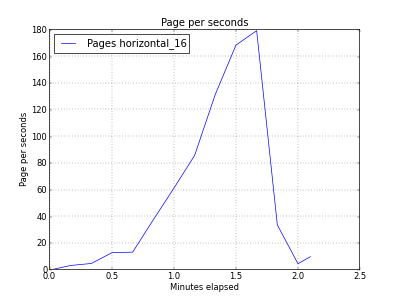 Page per seconds
Pages horizontal_16
Page per seconds
180
160
140
120
100
80
60
40
20
0
0.0 0.5 1.0 1.5 2.0 2.5
Minutes elapsed